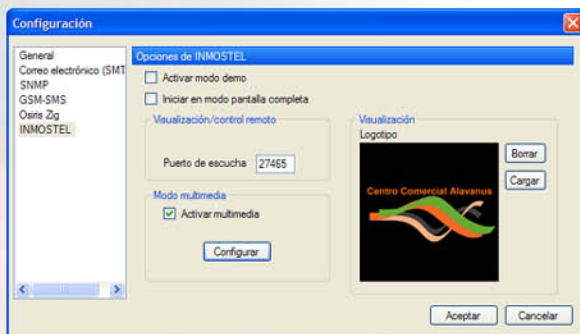 Configuración
General
Correo electrónico (SMT
SNMP
GSM-SMS
Osiris Zig
INMOSTEL
Opciones de INMOSTEL
Activar modo demo
Iniciar en modo pantalla completa
Visualización/control remoto
Puerto de escucha 27465
Modo multimedia
Activar multimedia
Configurar
Visualización
Logotipo
Centro Comercial Alavanus
Borrar
Cargar
Aceptar
Cancelar